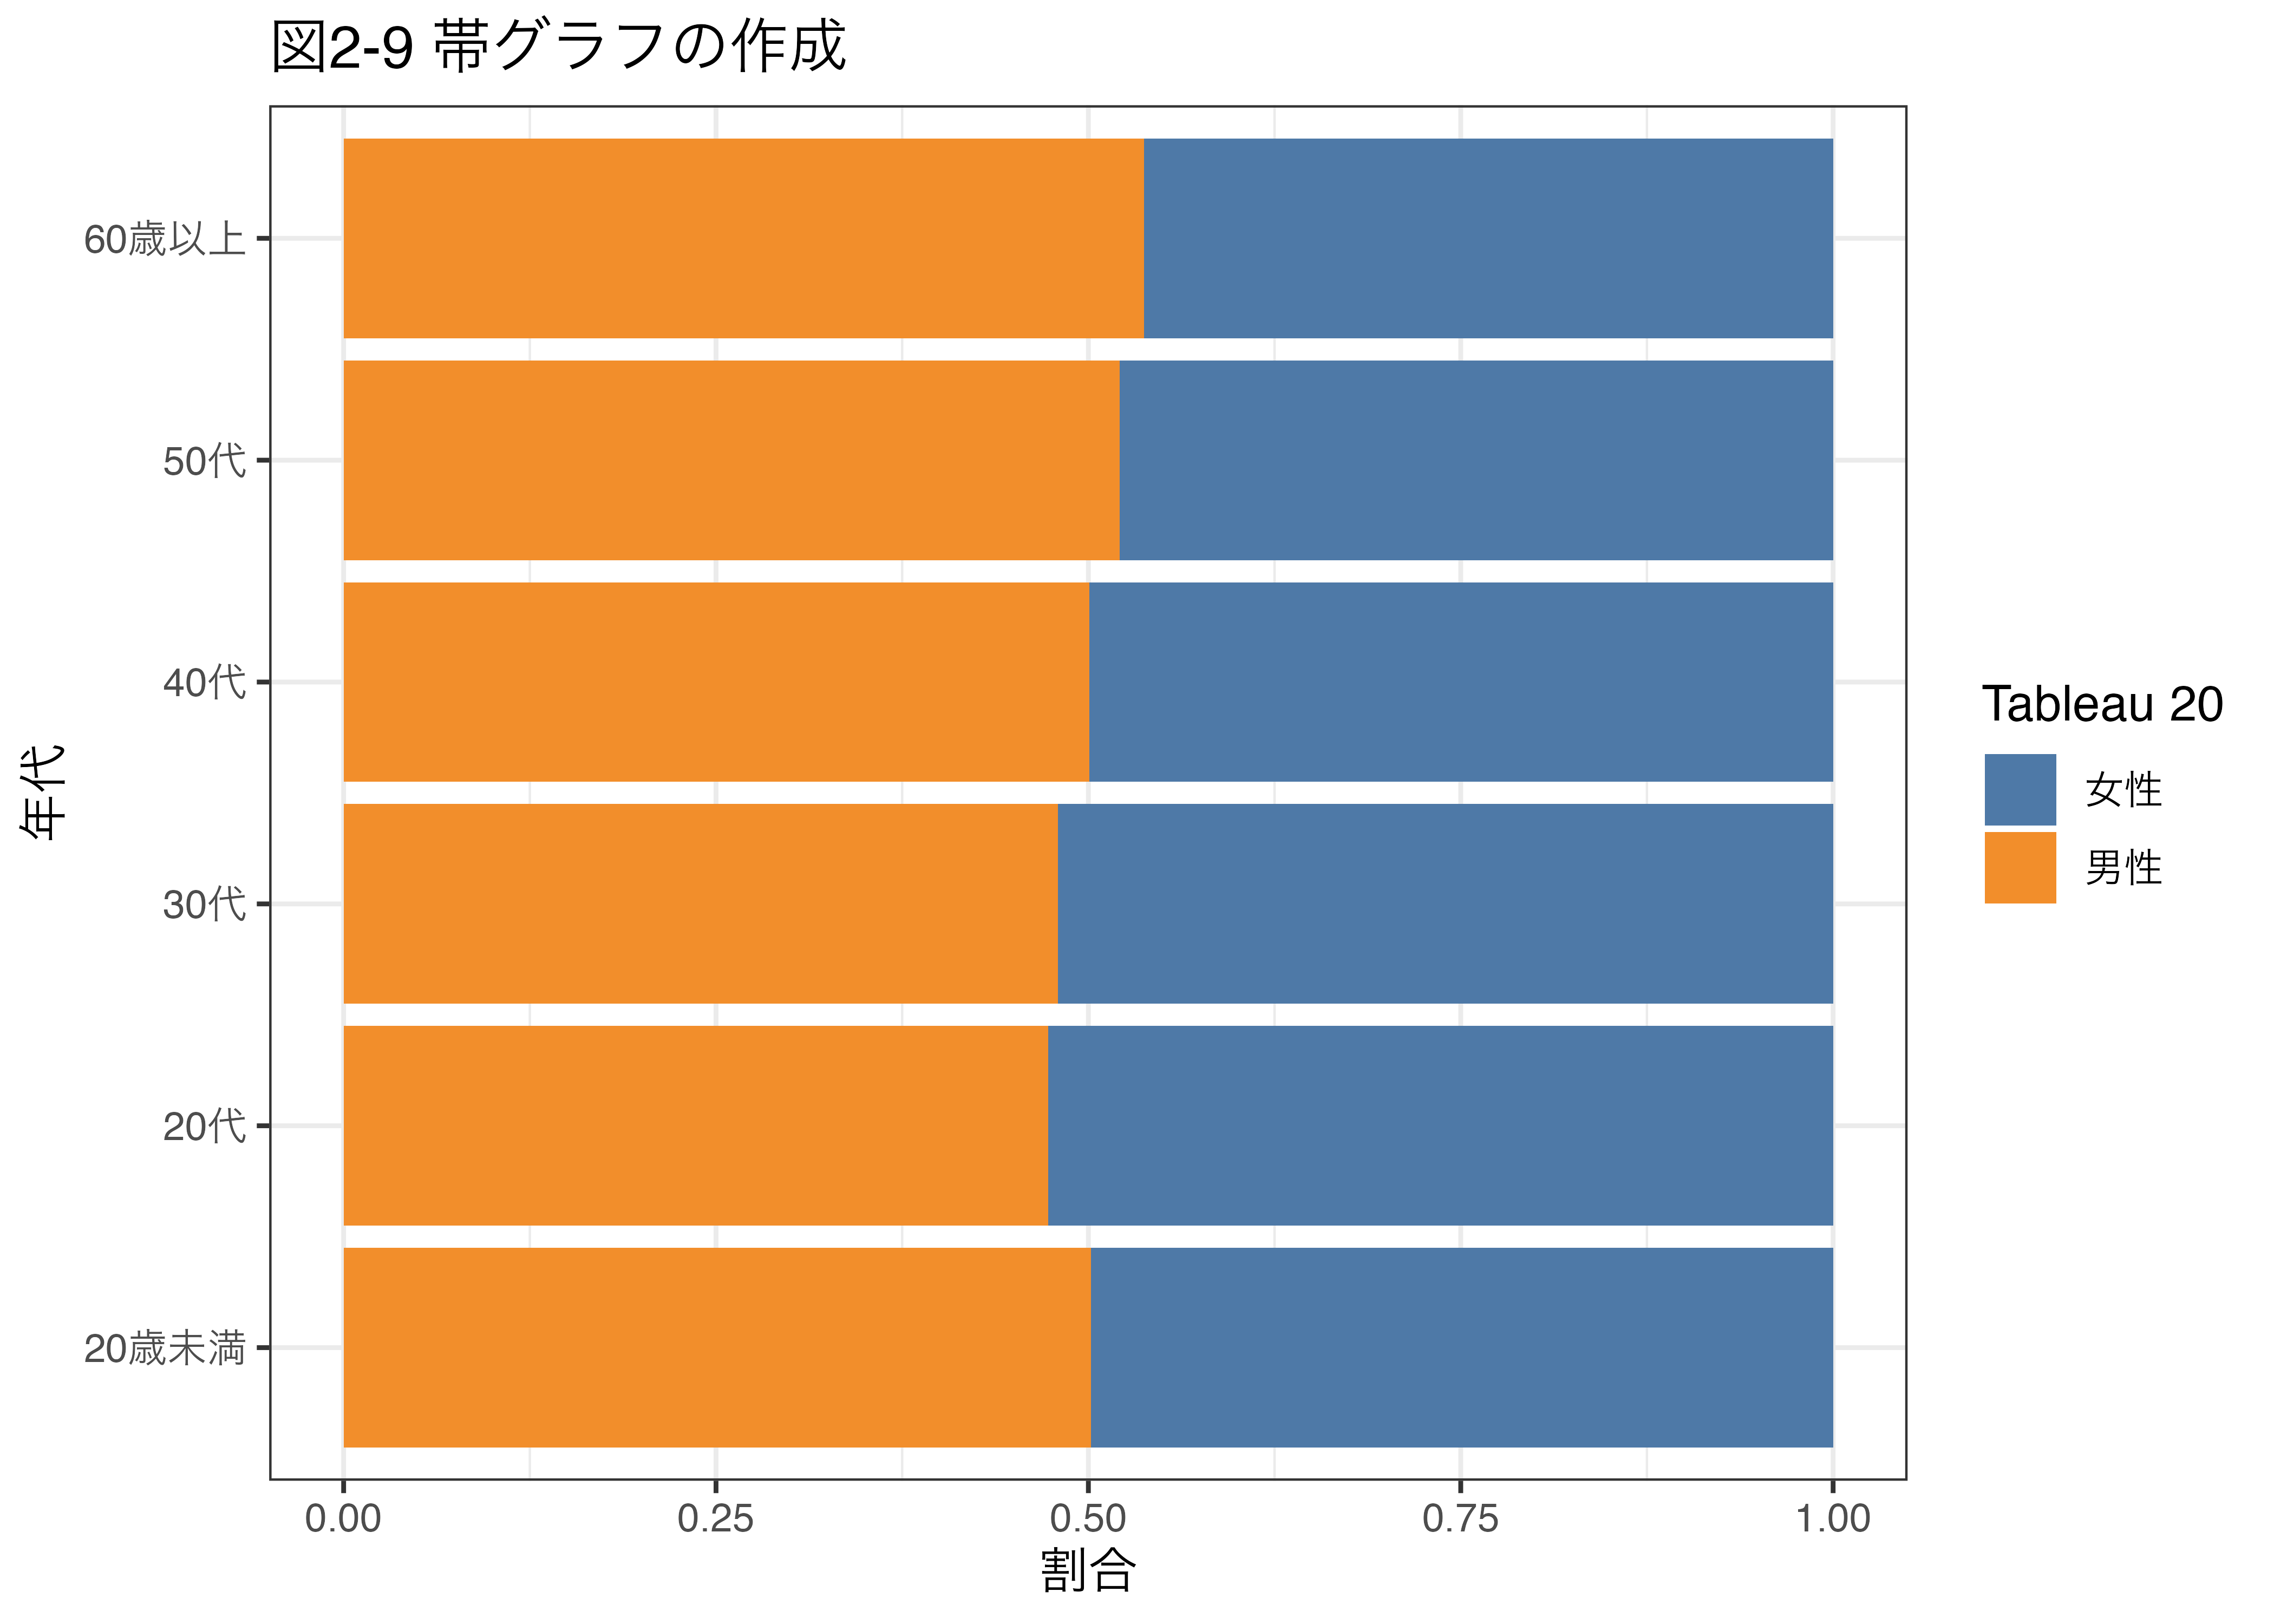 図2-9 帯グラフの作成
年代
60歳以上
50代
40代
30代
20代
20歳未満
0.00 0.25 0.50 0.75 1.00
割合
Tableau 20
女性
男性